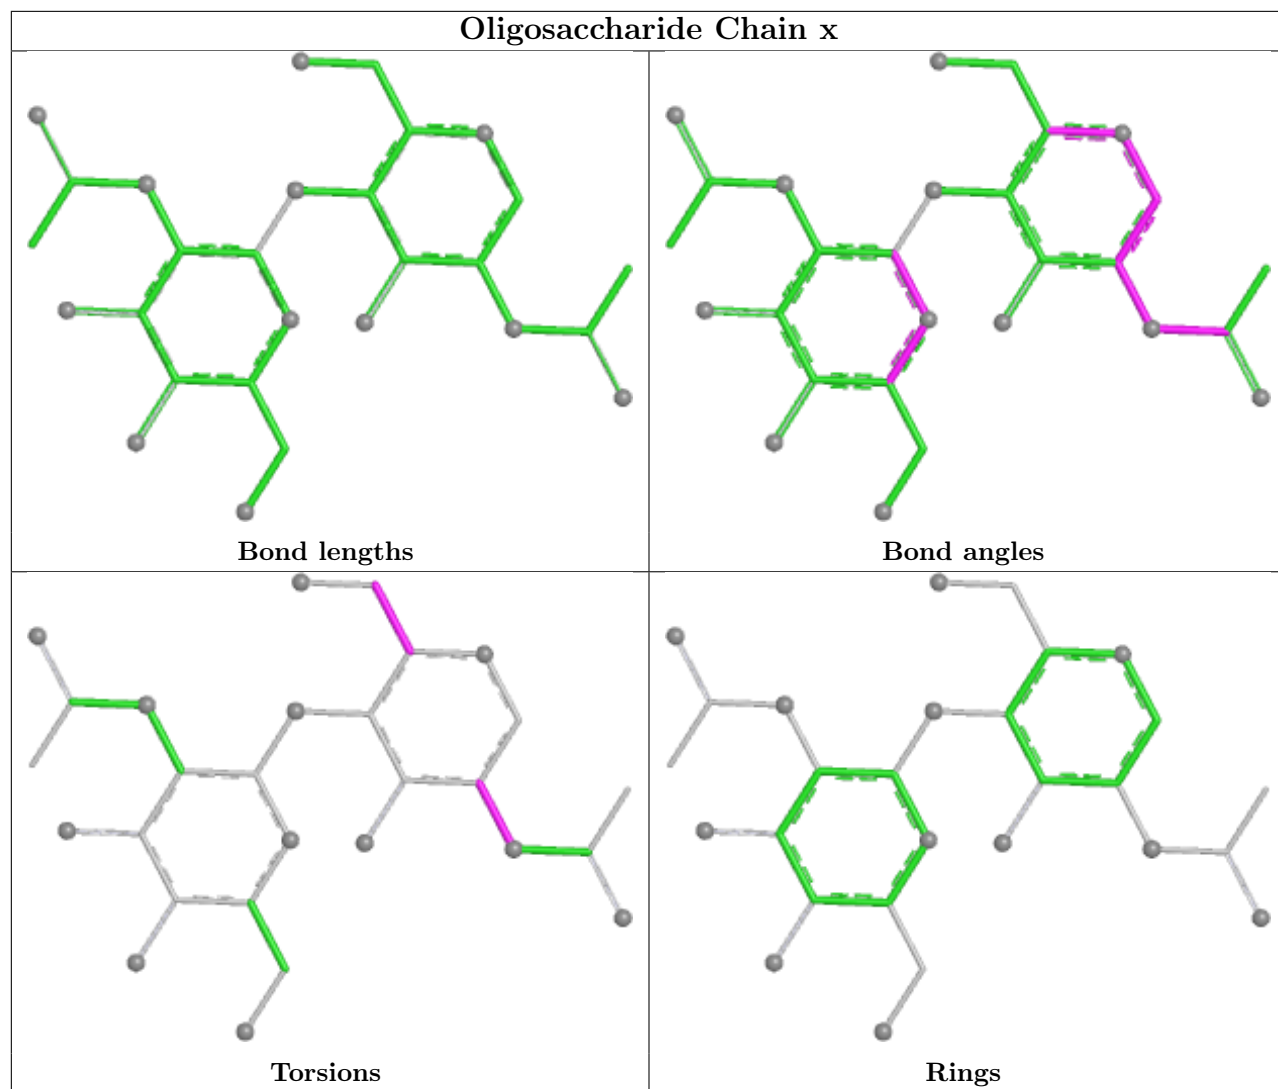 Oligosaccharide Chain x
Bond lengths
Bond angles
Torsions
Rings